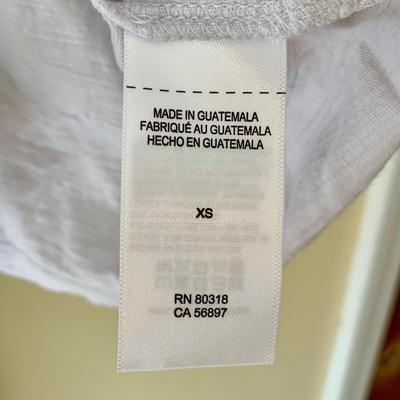 MADE IN GUATEMALA
FABRIQUÉ AU GUATEMALA
HECHO EN GUATEMALA
XS
RN 80318
CA 56897